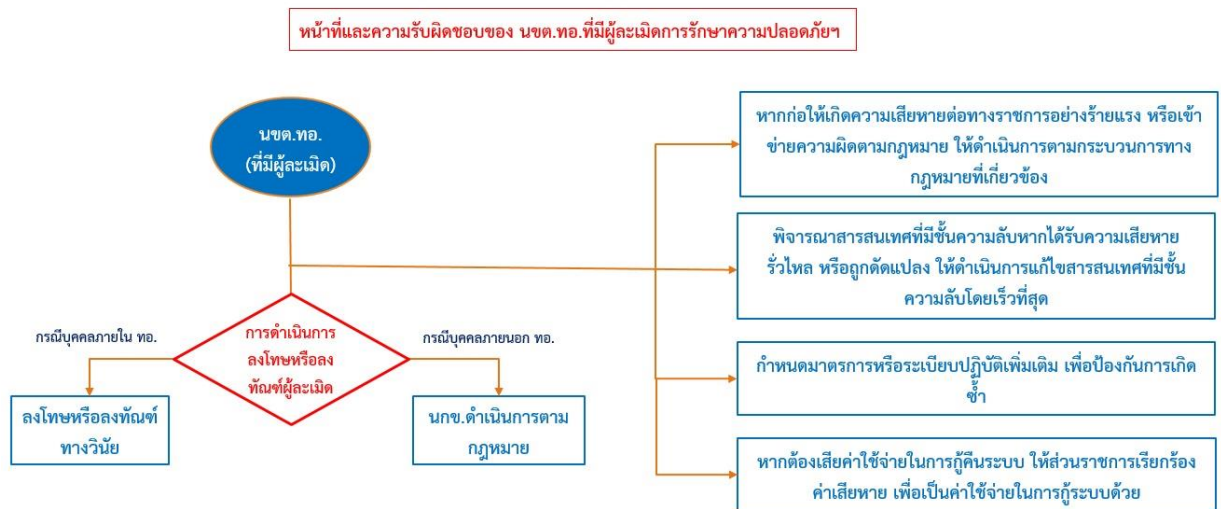 หน้าที่และความรับผิดชอบของ นขต.ทอ.ที่มีผู้ละเมิดการรักษาความปลอดภัยฯ
นขต.ทอ.
(ที่มีผู้ละเมิด)
หากก่อให้เกิดความเสียหายต่อทางราชการอย่างร้ายแรง หรือเข้า
ข่ายความผิดตามกฎหมาย ให้ดำเนินการตามกระบวนการทาง
กฎหมายที่เกี่ยวข้อง
พิจารณาสารสนเทศที่มีชั้นความลับหากได้รับความเสียหาย
รั่วไหล หรือถูกดัดแปลง ให้ดำเนินการแก้ไขสารสนเทศที่มีชั้น
ความลับโดยเร็วที่สุด
กรณีบุคคลภายใน ทอ.
การดำเนินการ
ลงโทษหรือลง
ทัณฑ์ผู้ละเมิด
กรณีบุคคลภายนอก ทอ.
ลงโทษหรือลงทัณฑ์
ทางวินัย
นกข.ดำเนินการตาม
กฎหมาย
กำหนดมาตรการหรือระเบียบปฏิบัติเพิ่มเติม เพื่อป้องกันการเกิด
ซ้ำ
หากต้องเสียค่าใช้จ่ายในการกู้คืนระบบ ให้ส่วนราชการเรียกร้อง
ค่าเสียหาย เพื่อเป็นค่าใช้จ่ายในการกู้ระบบด้วย